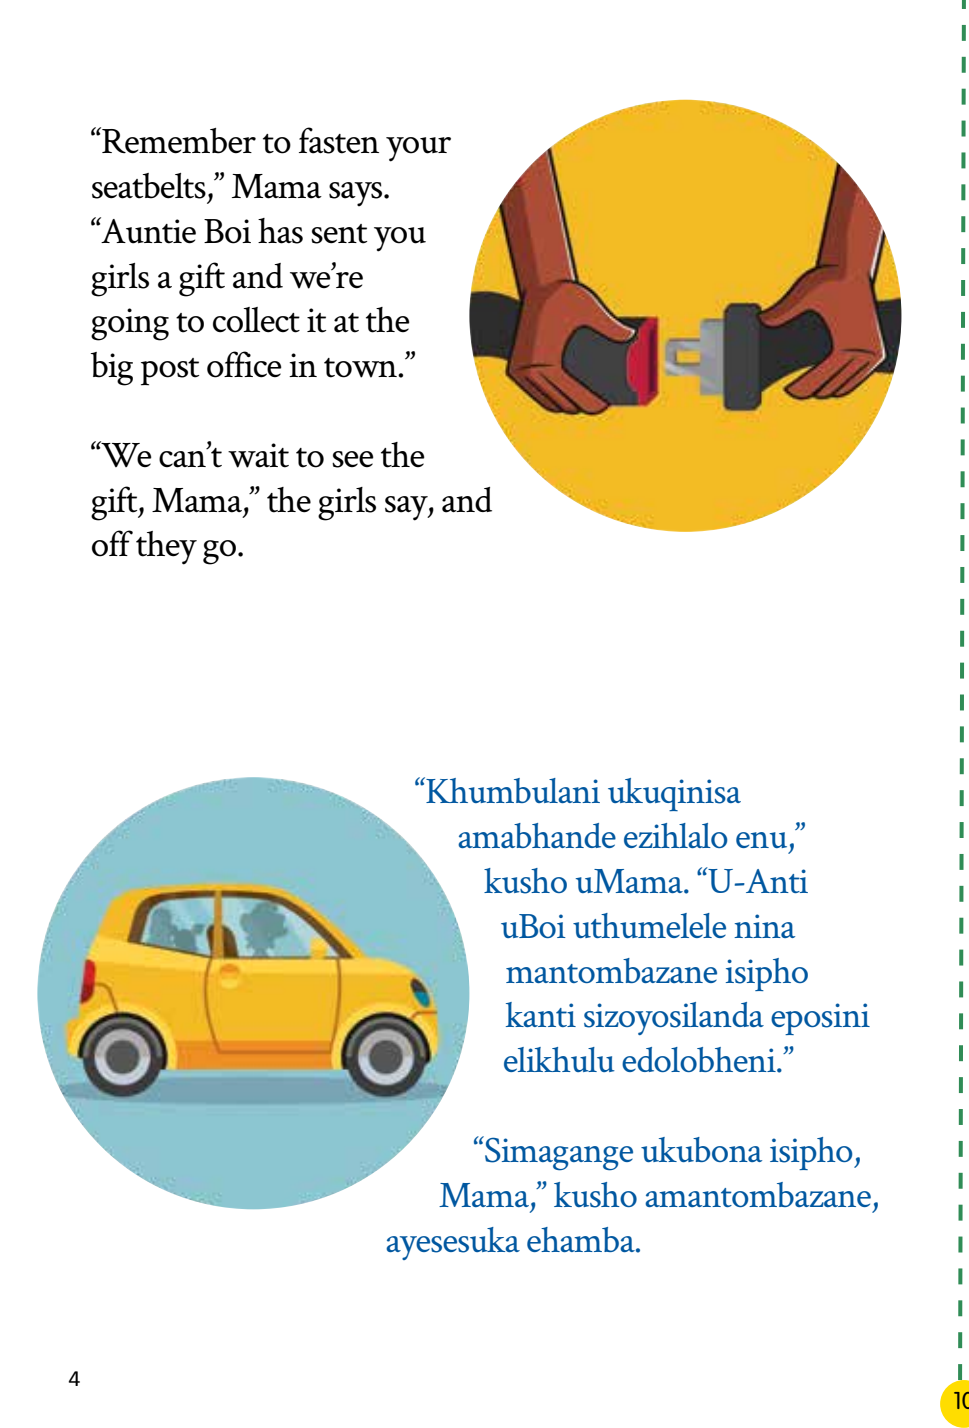 “Remember to fasten your
seatbelts,” Mama says.
“Auntie Boi has sent you
girls a gift and we’re
going to collect it at the
big post office in town.”
“We can’t wait to see the
gift, Mama,” the girls say, and
off they go.
“Khumbulani ukuqinisa
amabhande ezihlalo enu,”
kusho uMama. “U-Anti
uBoi uthumelele nina
mantombazane isipho
kanti sizoyosilanda eposini
elikhulu edolobheni.”
“Simagange ukubona isipho,
Mama,” kusho amantombazane,
ayesesuka ehamba.
4